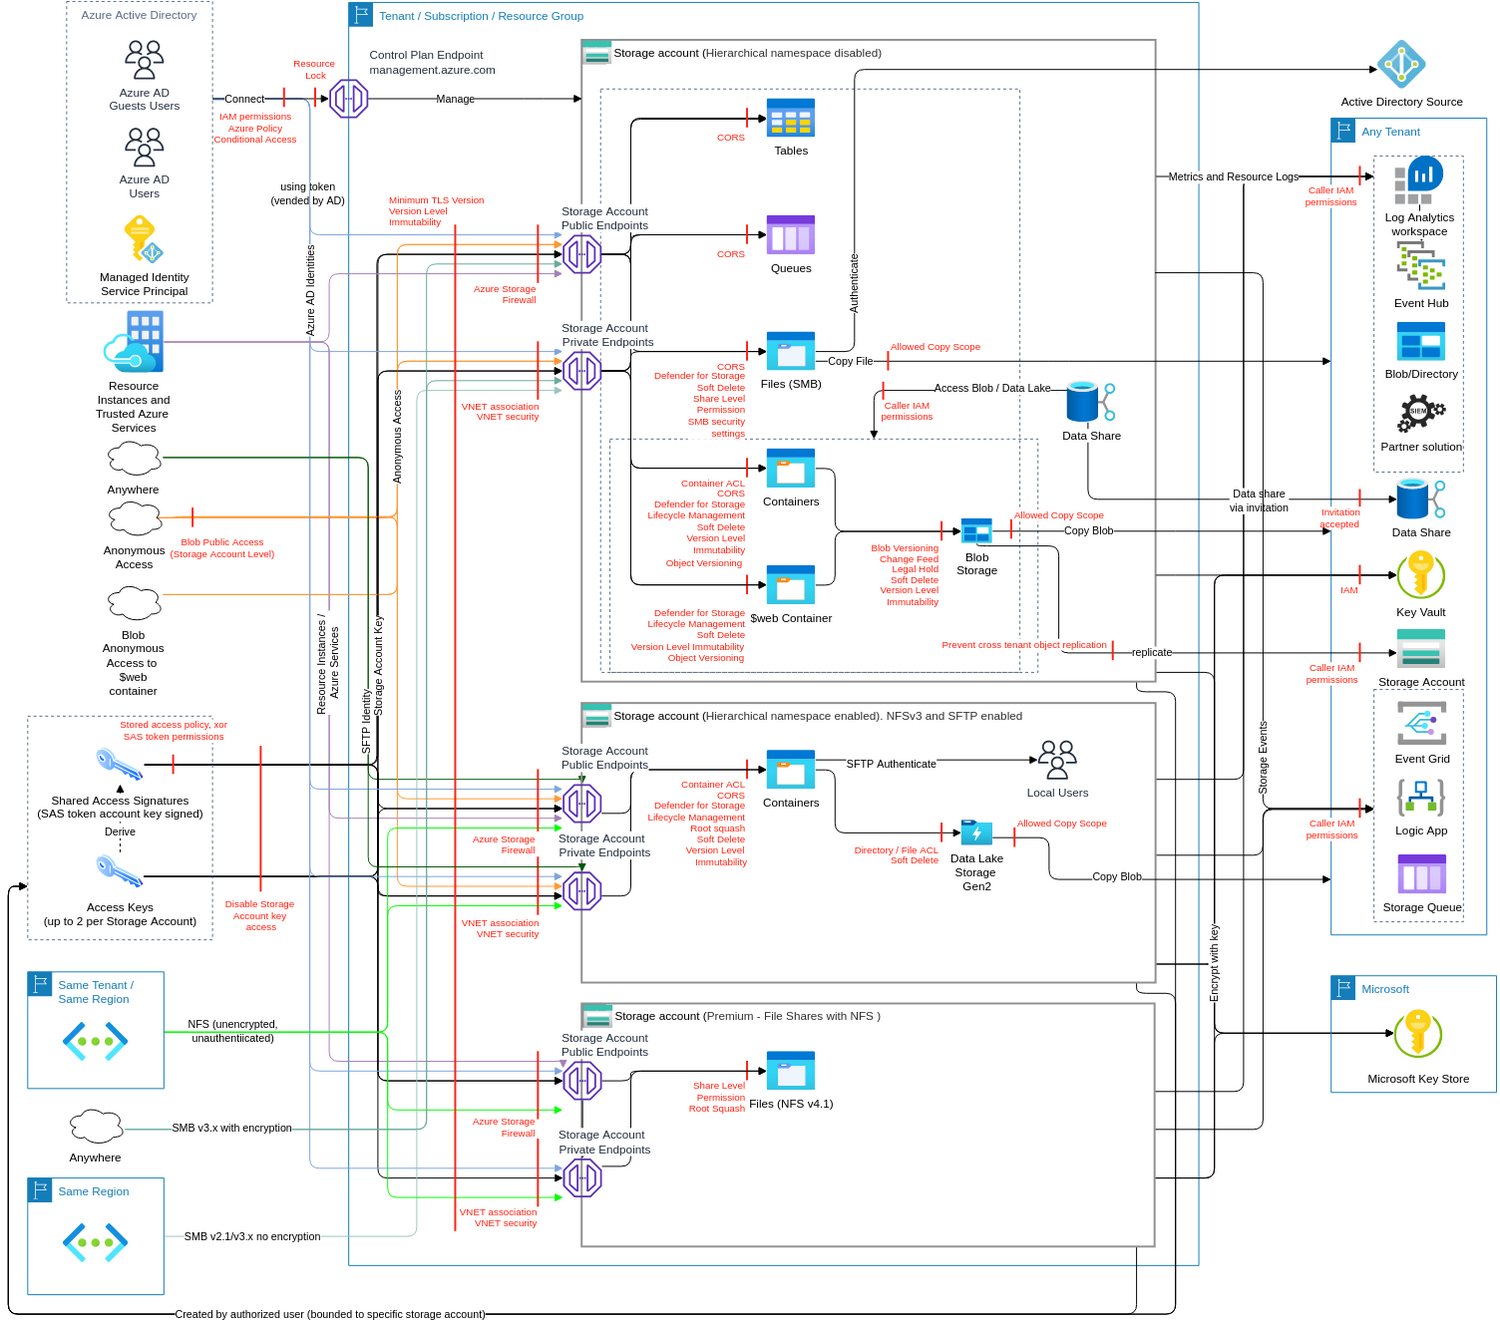 Azure Active Directory
Azure AD
Guests Users
Azure AD
Users
Managed Identity
Service Principal
Resource
Instances and
Trusted Azure
Services
Anywhere
Anonymous
Access
Blob Public Access
(Storage Account Level)
Blob
Anonymous
Access to
$web
container
Stored access policy, xor
SAS token permissions
Shared Access Signatures
(SAS token account key signed)
Derive
Access Keys
(up to 2 per Storage Account)
Disable Storage
Account key
access
Same Tenant /
Same Region
NFS (unencrypted,
unauthentiicated)
Anywhere
SMB v3.x with encryption
Same Region
SMB v2.1/v3.x no encryption
Created by authorized user (bounded to specific storage account)
Connect
Resource
Lock
IAM permissions
Azure Policy
Conditional Access
using token
(vended by AD)
Azure AD Identities
Anonymous Access
Resource Instances /
Azure Services
SFTP Identity
Storage Account Key
Tenant / Subscription / Resource Group
Control Plan Endpoint
management.azure.com
Manage
Minimum TLS Version
Version Level
Immutability
Azure Storage
Firewall
VNET association
VNET security
Storage account (Hierarchical namespace disabled)
Storage Account
Public Endpoints
Storage Account
Private Endpoints
CORS
Tables
CORS
Queues
Files (SMB)
CORS
Defender for Storage
Soft Delete
Share Level
Permission
SMB security
settings
Authenticate
Copy File
Allowed Copy Scope
Access Blob / Data Lake
Caller IAM
permissions
Data Share
Containers
Container ACL
CORS
Defender for Storage
Lifecycle Management
Soft Delete
Version Level
Immutability
Object Versioning
$web Container
Defender for Storage
Lifecycle Management
Soft Delete
Version Level Immutability
Object Versioning
Blob
Storage
Blob Versioning
Change Feed
Legal Hold
Soft Delete
Version Level
Immutability
Allowed Copy Scope
Copy Blob
Prevent cross tenant object replication
replicate
Storage account (Hierarchical namespace enabled). NFSv3 and SFTP enabled
Storage Account
Public Endpoints
Storage Account
Private Endpoints
Azure Storage
Firewall
VNET association
VNET security
Containers
Container ACL
CORS
Defender for Storage
Lifecycle Management
Root squash
Soft Delete
Version Level
Immutability
SFTP Authenticate
Local Users
Directory / File ACL
Soft Delete
Data Lake
Storage
Gen2
Allowed Copy Scope
Copy Blob
Storage account (Premium - File Shares with NFS )
Storage Account
Public Endpoints
Storage Account
Private Endpoints
Azure Storage
Firewall
VNET association
VNET security
Share Level
Permission
Root Squash
Files (NFS v4.1)
Metrics and Resource Logs
Data share
via invitation
Storage Events
Encrypt with key
Active Directory Source
Any Tenant
Caller IAM
permissions
Log Analytics
workspace
Event Hub
Blob/Directory
SIEM
Partner solution
Invitation
accepted
Data Share
IAM
Key Vault
Caller IAM
permissions
Storage Account
Event Grid
Caller IAM
permissions
Logic App
Storage Queue
Microsoft
Microsoft Key Store